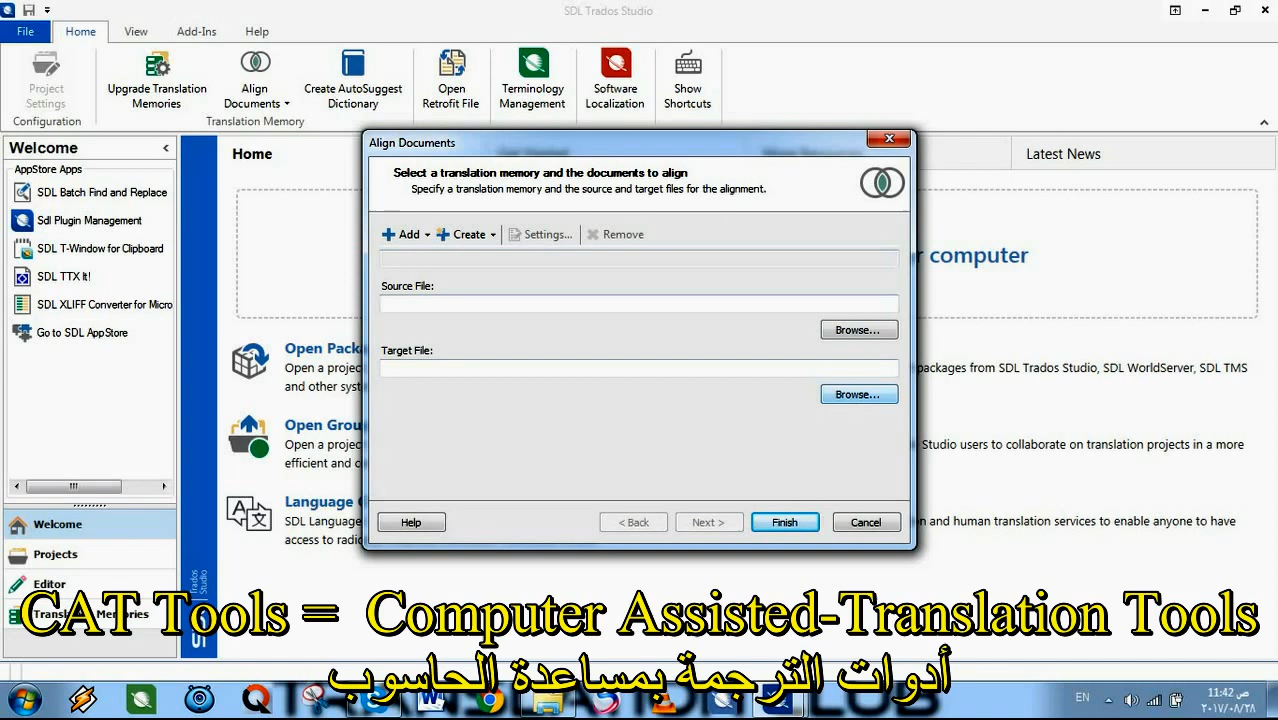 SDL Trados Studio
File Home View Add-Ins Help
Project Settings
Upgrade Translation Memories
Align Documents
Create AutoSuggest Dictionary
Open Retrofit File
Terminology Management
Software Localization
Show Shortcuts
Configuration
Translation Memory
Welcome
AppStore Apps
SDL Batch Find and Replace
Sdl Plugin Management
SDL T-Window for Clipboard
SDL TTX It!
SDL XLIFF Converter for Micro
Go to SDL AppStore
Welcome
Projects
Editor
Home
Latest News
computer
Open Pack
Open a projec
and other syst
packages from SDL Trados Studio, SDL WorldServer, SDL TMS
Open Grou
Open a projec
efficient and c
Studio users to collaborate on translation projects in a more
Language
SDL Language
access to radic
on and human translation services to enable anyone to have
Align Documents
Select a translation memory and the documents to align
Specify a translation memory and the source and target files for the alignment.
Add Create Settings... Remove
Source File:
Browse...
Target File:
Browse...
Help < Back Next > Finish Cancel
Studio
CAT Tools = Computer Assisted-Translation Tools
أدوات الترجمة بمساعدة الحاسوب
EN
11:42 ص
٢٠١٧/٠٨/٢٨